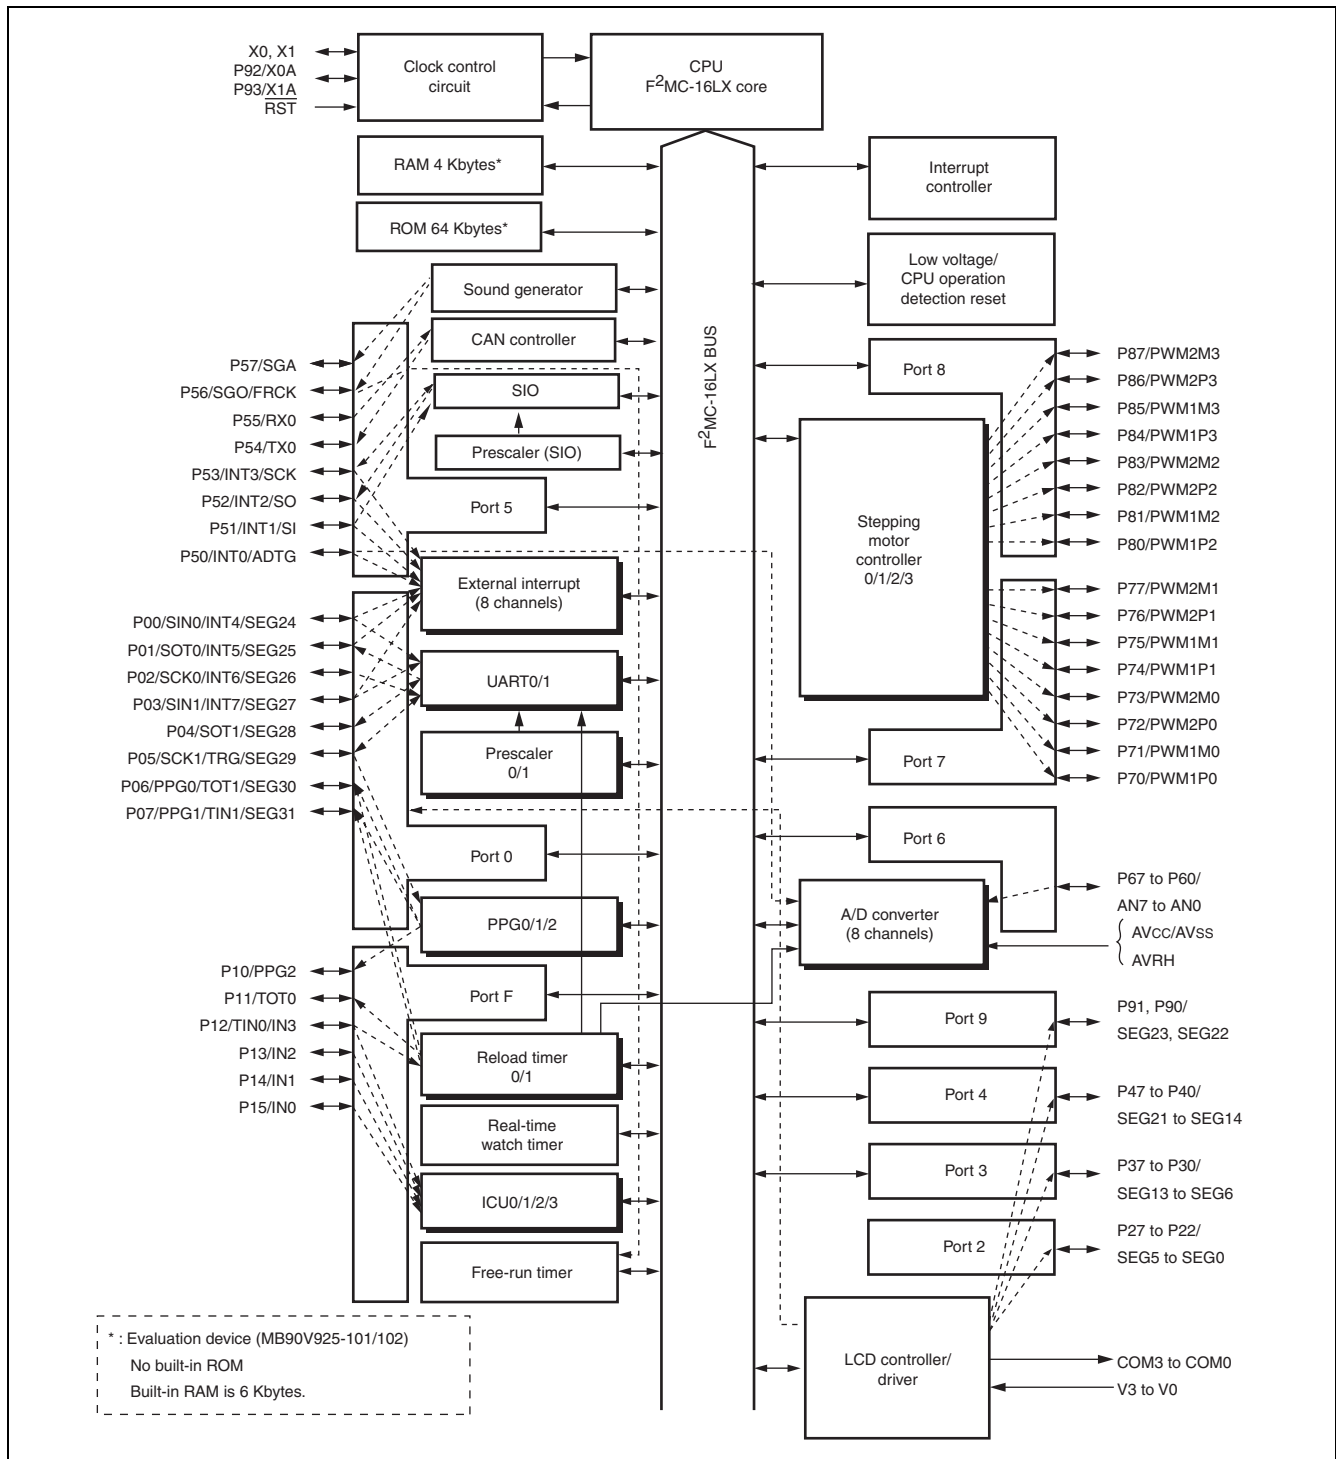 X0, X1
P92/X0A
P93/X1A
RST
Clock control
circuit
CPU
F2MC-16LX core
RAM 4 Kbytes*
ROM 64 Kbytes*
Interrupt
controller
Low voltage/
CPU operation
detection reset
Sound generator
CAN controller
SIO
Prescaler (SIO)
Port 5
P57/SGA
P56/SGO/FRCK
P55/RX0
P54/TX0
P53/INT3/SCK
P52/INT2/SO
P51/INT1/SI
P50/INT0/ADTG
External interrupt
(8 channels)
P00/SIN0/INT4/SEG24
P01/SOT0/INT5/SEG25
P02/SCK0/INT6/SEG26
P03/SIN1/INT7/SEG27
P04/SOT1/SEG28
P05/SCK1/TRG/SEG29
P06/PPG0/TOT1/SEG30
P07/PPG1/TIN1/SEG31
UART0/1
Prescaler
0/1
Port 0
PPG0/1/2
P10/PPG2
P11/TOT0
P12/TIN0/IN3
P13/IN2
P14/IN1
P15/IN0
Port F
Reload timer
0/1
Real-time
watch timer
ICU0/1/2/3
Free-run timer
F2MC-16LX BUS
Port 8
P87/PWM2M3
P86/PWM2P3
P85/PWM1M3
P84/PWM1P3
P83/PWM2M2
P82/PWM2P2
P81/PWM1M2
P80/PWM1P2
Stepping
motor
controller
0/1/2/3
P77/PWM2M1
P76/PWM2P1
P75/PWM1M1
P74/PWM1P1
P73/PWM2M0
P72/PWM2P0
P71/PWM1M0
P70/PWM1P0
Port 7
Port 6
P67 to P60/
AN7 to AN0
A/D converter
(8 channels)
AVCC/AVSS
AVRH
Port 9
P91, P90/
SEG23, SEG22
Port 4
P47 to P40/
SEG21 to SEG14
Port 3
P37 to P30/
SEG13 to SEG6
Port 2
P27 to P22/
SEG5 to SEG0
LCD controller/
driver
COM3 to COM0
V3 to V0
* : Evaluation device (MB90V925-101/102)
No built-in ROM
Built-in RAM is 6 Kbytes.